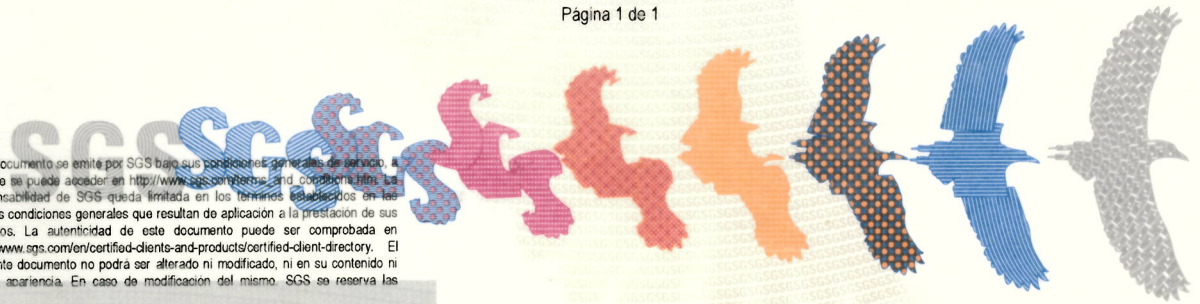 Página 1 de 1
SGS SGS SGS
ocumento se emite por SGS bajo sus condiciones generales de servicio, a
e se puede acceder en http://www.sgs.com/terms_and_conditions.htm. La
nsabilidad de SGS queda limitada en los términos establecidos en las
s condiciones generales que resultan de aplicación a la prestación de sus
os. La autenticidad de este documento puede ser comprobada en
www.sgs.com/en/certified-clients-and-products/certified-client-directory. El
nte documento no podrá ser alterado ni modificado, ni en su contenido ni
apariencia. En caso de modificación del mismo, SGS se reserva las